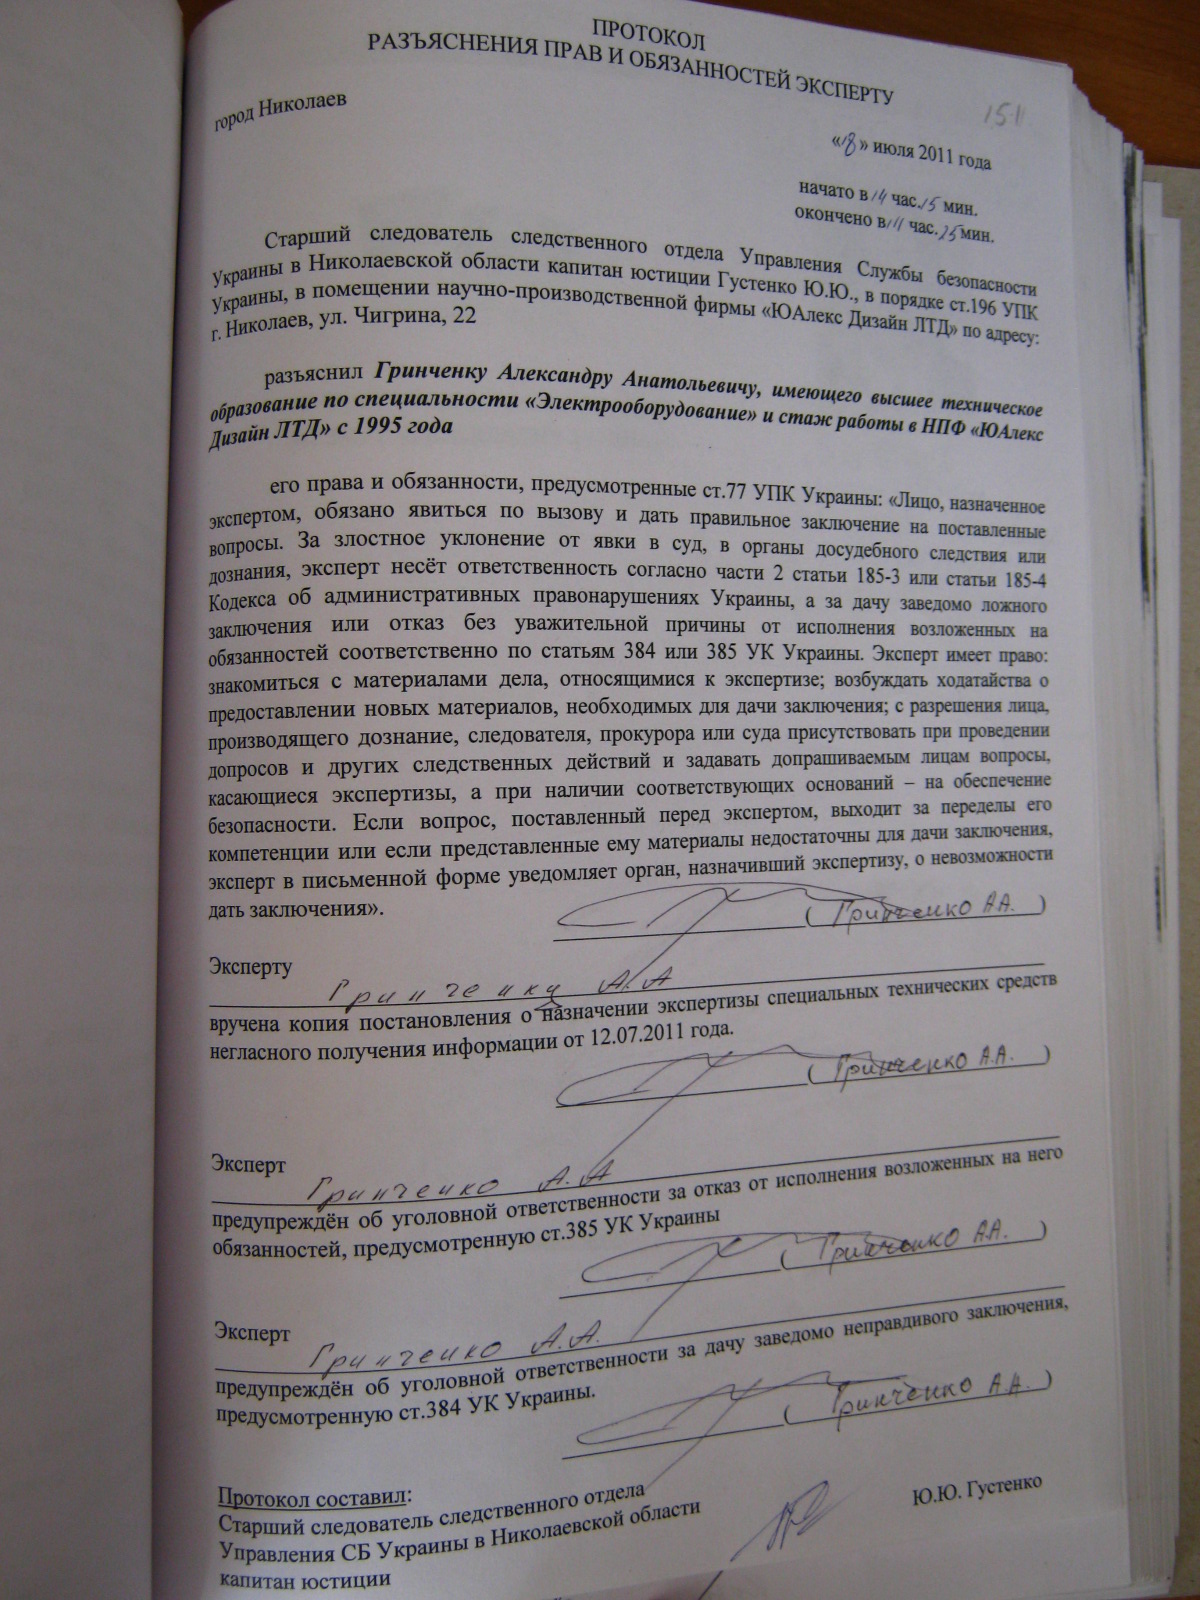 ПРОТОКОЛ
РАЗЪЯСНЕНИЯ ПРАВ И ОБЯЗАННОСТЕЙ ЭКСПЕРТУ
город Николаев
151
«18» июля 2011 года
начато в 14 час. 15 мин.
окончено в 14 час. 25 мин.
Старший следователь следственного отдела Управления Службы безопасности
Украины в Николаевской области капитан юстиции Густенко Ю.Ю., в порядке ст.196 УПК
Украины, в помещении научно-производственной фирмы «ЮАлекс Дизайн ЛТД» по адресу:
г. Николаев, ул. Чигрина, 22
разъяснил Гринченку Александру Анатольевичу, имеющего высшее техническое
образование по специальности «Электрооборудование» и стаж работы в НПФ «ЮАлекс
Дизайн ЛТД» с 1995 года
его права и обязанности, предусмотренные ст.77 УПК Украины: «Лицо, назначенное
экспертом, обязано явиться по вызову и дать правильное заключение на поставленные
вопросы. За злостное уклонение от явки в суд, в органы досудебного следствия или
дознания, эксперт несёт ответственность согласно части 2 статьи 185-3 или статьи 185-4
Кодекса об административных правонарушениях Украины, а за дачу заведомо ложного
заключения или отказ без уважительной причины от исполнения возложенных на
обязанностей соответственно по статьям 384 или 385 УК Украины. Эксперт имеет право:
знакомиться с материалами дела, относящимися к экспертизе; возбуждать ходатайства о
предоставлении новых материалов, необходимых для дачи заключения; с разрешения лица,
производящего дознание, следователя, прокурора или суда присутствовать при проведении
допросов и других следственных действий и задавать допрашиваемым лицам вопросы,
касающиеся экспертизы, а при наличии соответствующих оснований – на обеспечение
безопасности. Если вопрос, поставленный перед экспертом, выходит за переделы его
компетенции или если представленные ему материалы недостаточны для дачи заключения,
эксперт в письменной форме уведомляет орган, назначивший экспертизу, о невозможности
дать заключения».
( Гринченко А.А. )
Эксперту
Гринченку А.А
вручена копия постановления о назначении экспертизы специальных технических средств
негласного получения информации от 12.07.2011 года.
( Гринченко А.А. )
Эксперт
Гринченко А.А
предупреждён об уголовной ответственности за отказ от исполнения возложенных на него
обязанностей, предусмотренную ст.385 УК Украины
( Гринченко А.А. )
Эксперт
Гринченко А.А.
предупреждён об уголовной ответственности за дачу заведомо неправдивого заключения,
предусмотренную ст.384 УК Украины.
( Гринченко А.А. )
Протокол составил:
Старший следователь следственного отдела
Управления СБ Украины в Николаевской области
капитан юстиции
Ю.Ю. Густенко